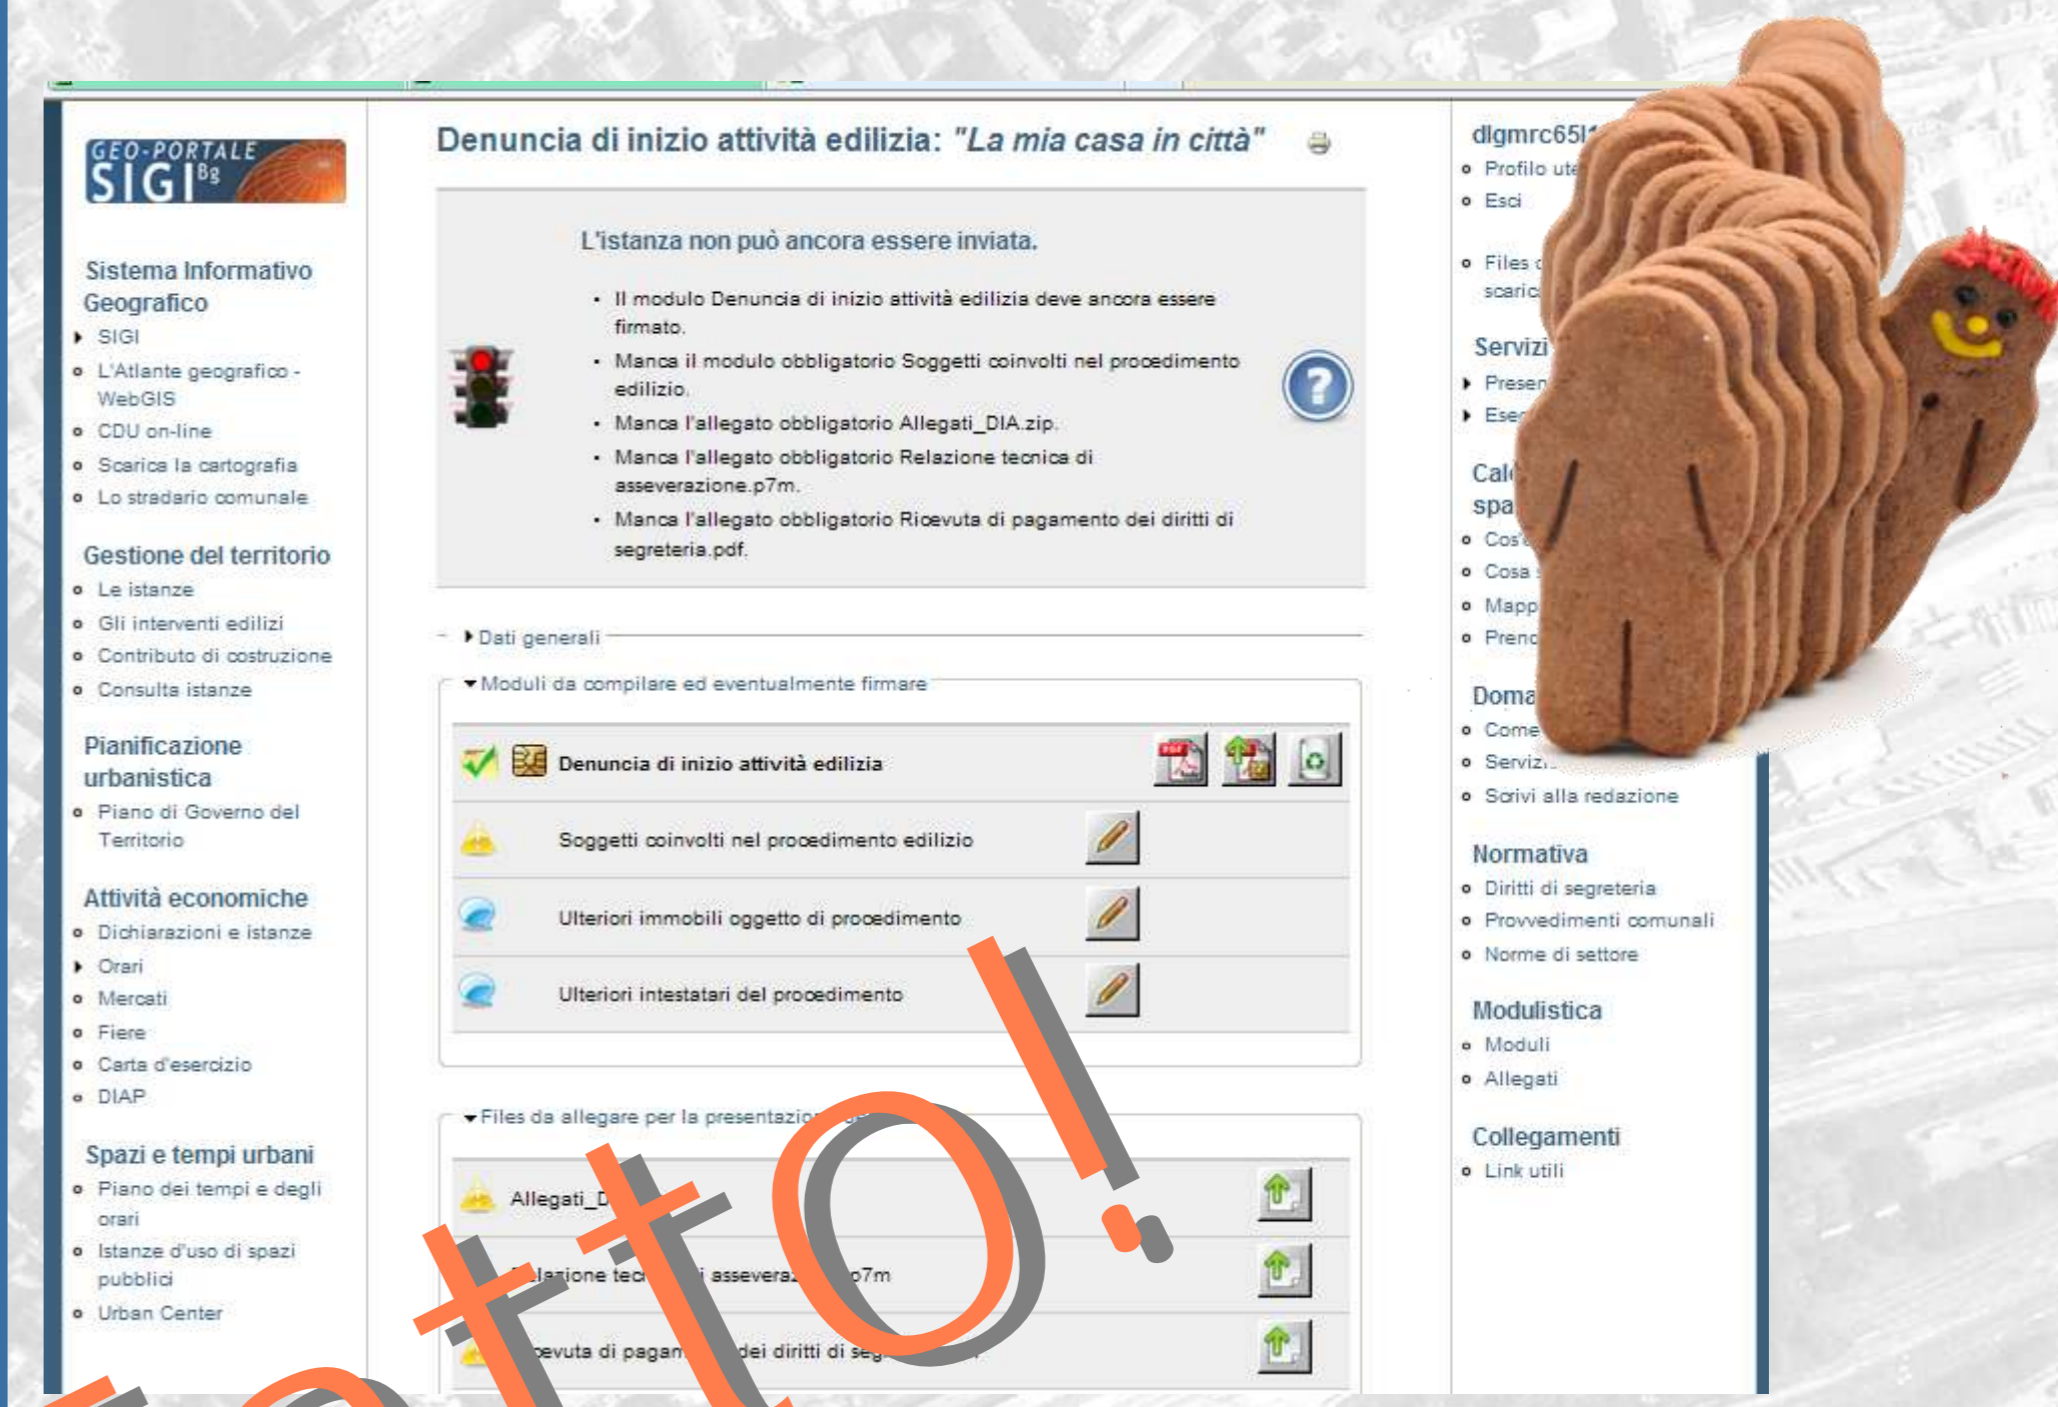 GEO-PORTALE
SIGI Bg
Sistema Informativo
Geografico
SIGI
L'Atlante geografico -
WebGIS
CDU on-line
Scarica la cartografia
Lo stradario comunale
Gestione del territorio
Le istanze
Gli interventi edilizi
Contributo di costruzione
Consulta istanze
Pianificazione
urbanistica
Piano di Governo del
Territorio
Attività economiche
Dichiarazioni e istanze
Orari
Mercati
Fiere
Carta d'esercizio
DIAP
Spazi e tempi urbani
Piano dei tempi e degli
orari
Istanze d'uso di spazi
pubblici
Urban Center
Denuncia di inizio attività edilizia: "La mia casa in città"
L'istanza non può ancora essere inviata.
Il modulo Denuncia di inizio attività edilizia deve ancora essere
firmato.
Manca il modulo obbligatorio Soggetti coinvolti nel procedimento
edilizio.
Manca l'allegato obbligatorio Allegati_DIA.zip.
Manca l'allegato obbligatorio Relazione tecnica di
asseverazione.p7m.
Manca l'allegato obbligatorio Ricevuta di pagamento dei diritti di
segreteria.pdf.
Dati generali
Moduli da compilare ed eventualmente firmare
Denuncia di inizio attività edilizia
Soggetti coinvolti nel procedimento edilizio
Ulteriori immobili oggetto di procedimento
Ulteriori intestatari del procedimento
Files da allegare per la
Allegati_D
p7m
di dei diritti di
tto!
Profilo
Esci
Files
Servizi
Cosa
Scrivi alla redazione
Normativa
Diritti di segreteria
Provvedimenti comunali
Norme di settore
Modulistica
Moduli
Allegati
Collegamenti
Link utili